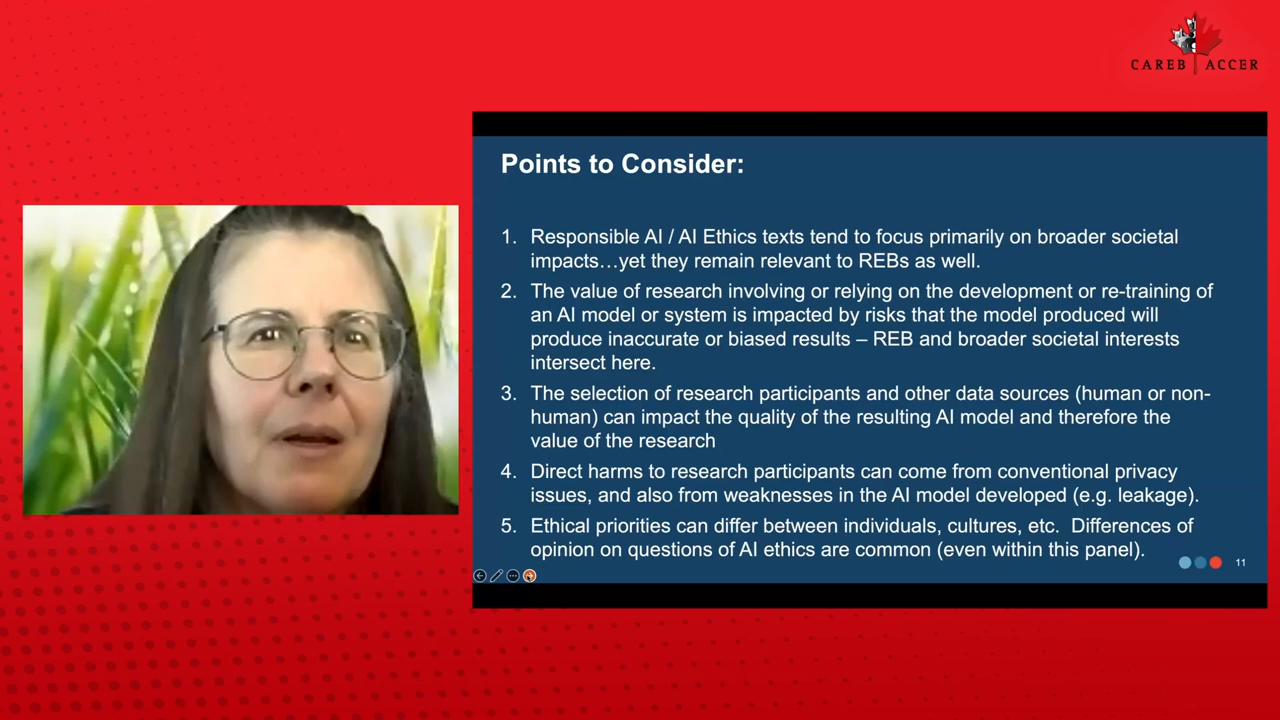 CAREB ACCER
Points to Consider:
1. Responsible AI / AI Ethics texts tend to focus primarily on broader societal
impacts…yet they remain relevant to REBs as well.
2. The value of research involving or relying on the development or re-training of
an AI model or system is impacted by risks that the model produced will
produce inaccurate or biased results – REB and broader societal interests
intersect here.
3. The selection of research participants and other data sources (human or non-
human) can impact the quality of the resulting AI model and therefore the
value of the research
4. Direct harms to research participants can come from conventional privacy
issues, and also from weaknesses in the AI model developed (e.g. leakage).
5. Ethical priorities can differ between individuals, cultures, etc. Differences of
opinion on questions of AI ethics are common (even within this panel).
11